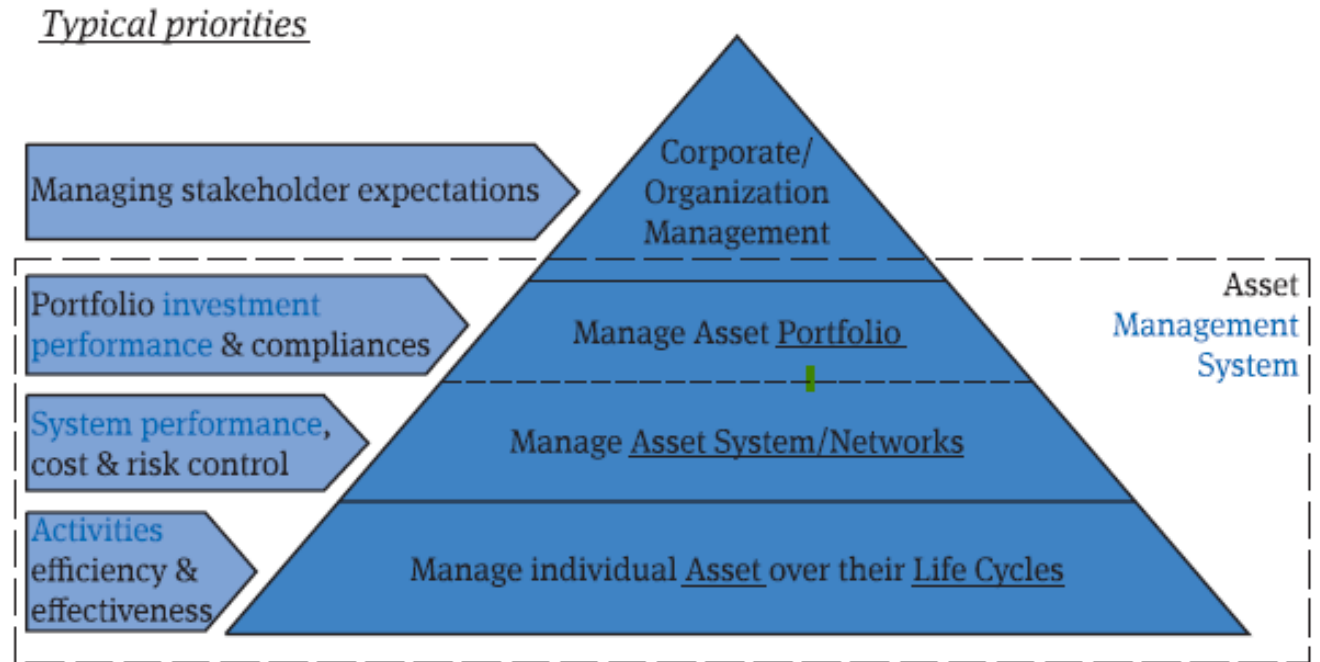 Typical priorities
Managing stakeholder expectations
Corporate/
Organization
Management
Portfolio investment
performance & compliances
Manage Asset Portfolio
Asset
Management
System
System performance,
cost & risk control
Manage Asset System/Networks
Activities
efficiency &
effectiveness
Manage individual Asset over their Life Cycles